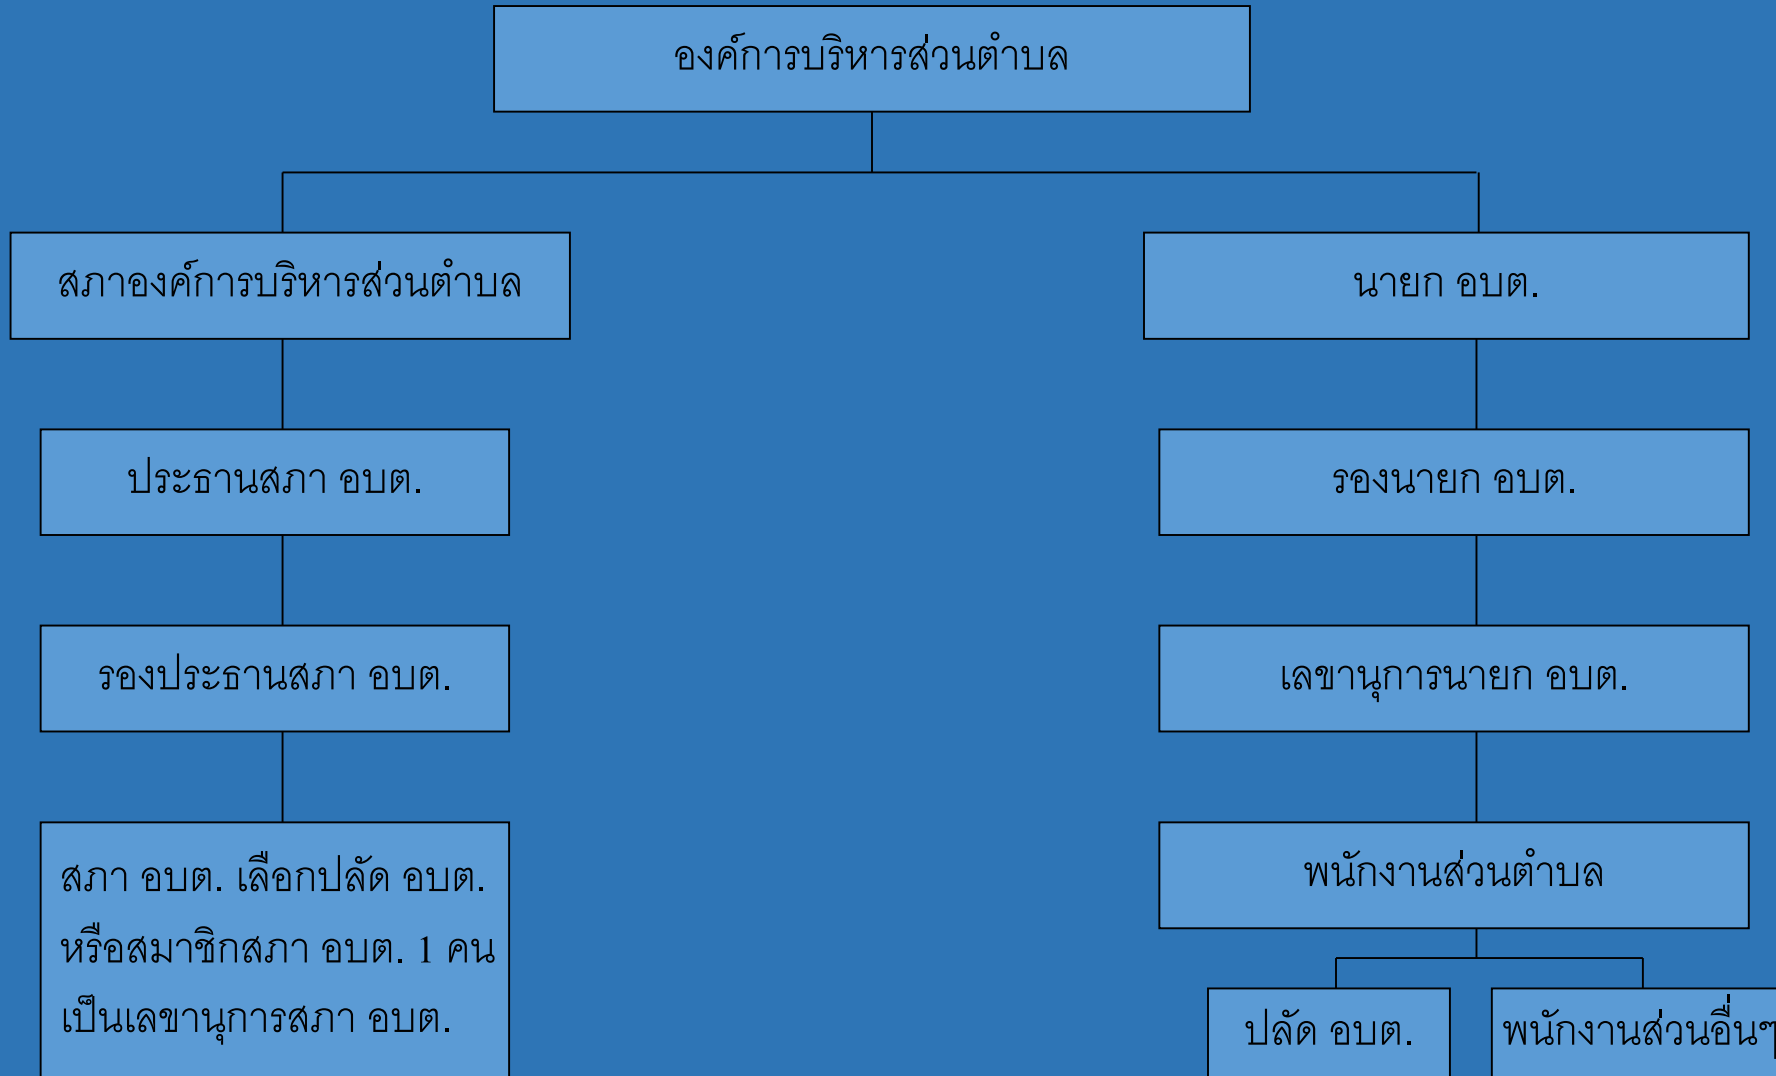 องค์การบริหารส่วนตำบล
สภาองค์การบริหารส่วนตำบล
นายก อบต.
ประธานสภา อบต.
รองนายก อบต.
รองประธานสภา อบต.
เลขานุการนายก อบต.
สภา อบต. เลือกปลัด อบต.
หรือสมาชิกสภา อบต. 1 คน
เป็นเลขานุการสภา อบต.
พนักงานส่วนตำบล
ปลัด อบต.
พนักงานส่วนอื่นๆ